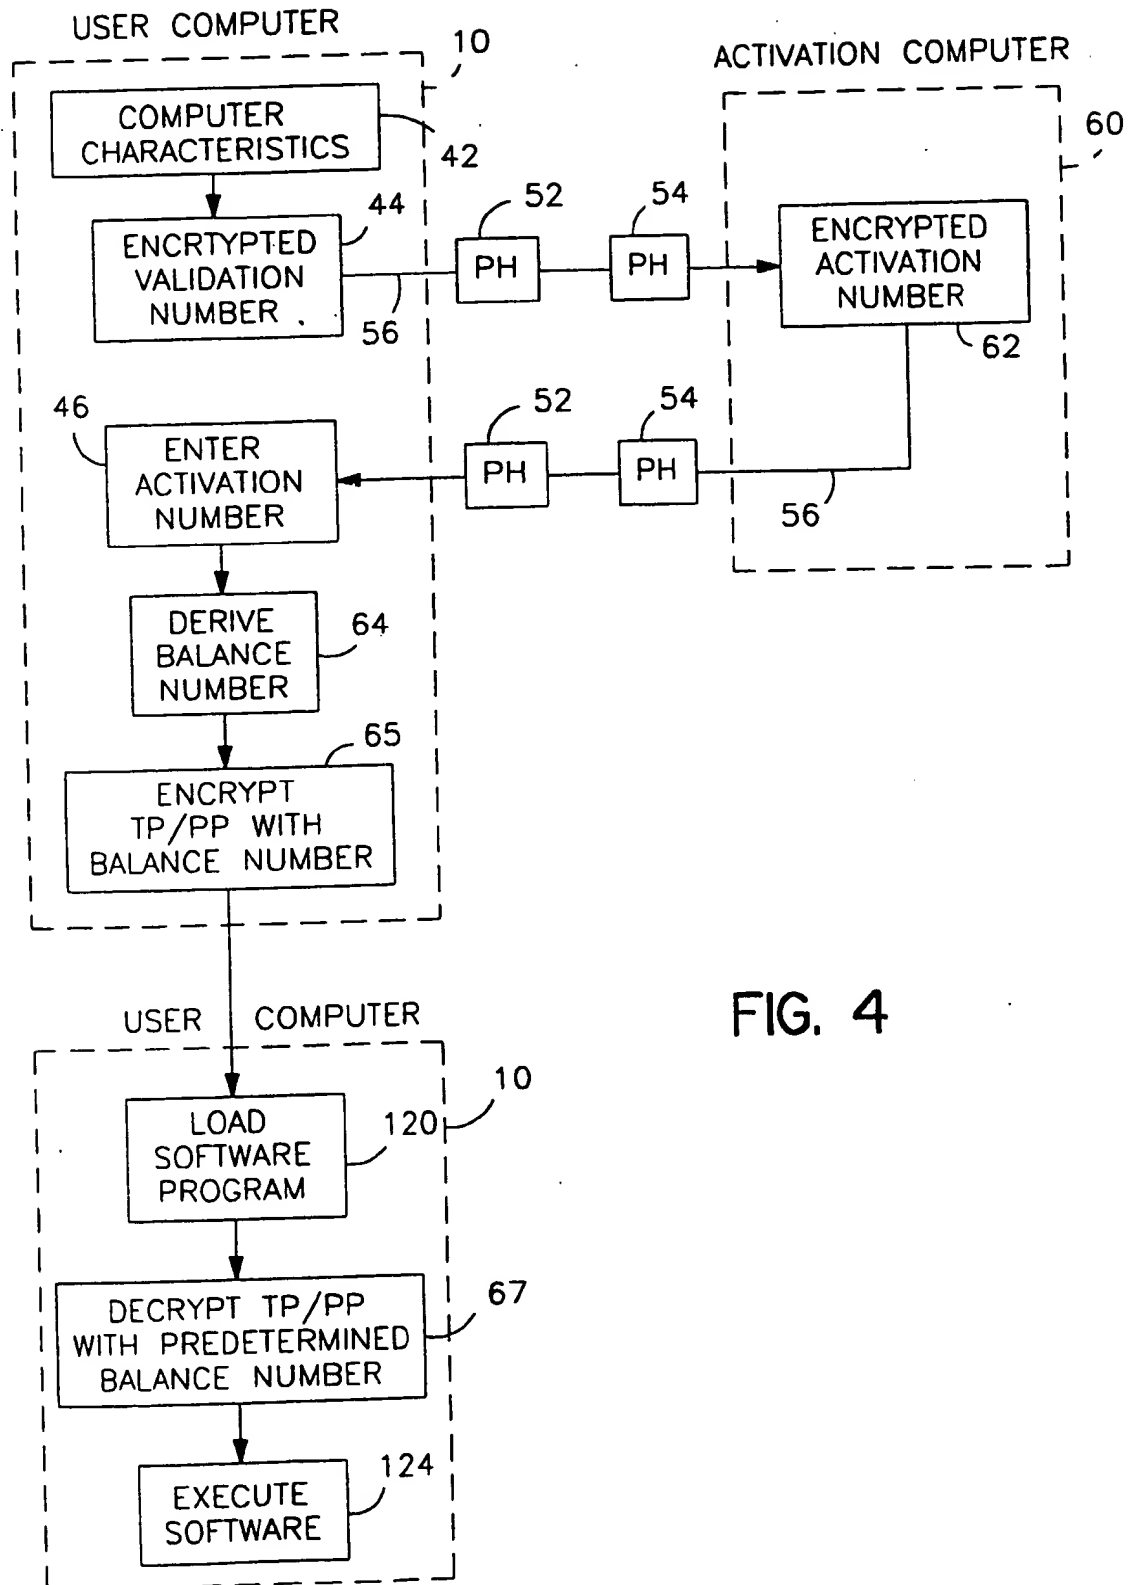 USER COMPUTER
10
ACTIVATION COMPUTER
60
COMPUTER
CHARACTERISTICS
42
44
ENCRTYPTED
VALIDATION
NUMBER
56
52
PH
54
PH
ENCRYPTED
ACTIVATION
NUMBER
62
46
ENTER
ACTIVATION
NUMBER
52
PH
54
PH
56
DERIVE
BALANCE
NUMBER
64
65
ENCRYPT
TP/PP WITH
BALANCE NUMBER
FIG. 4
USER COMPUTER
10
LOAD
SOFTWARE
PROGRAM
120
DECRYPT TP/PP
WITH PREDETERMINED
BALANCE NUMBER
67
EXECUTE
SOFTWARE
124